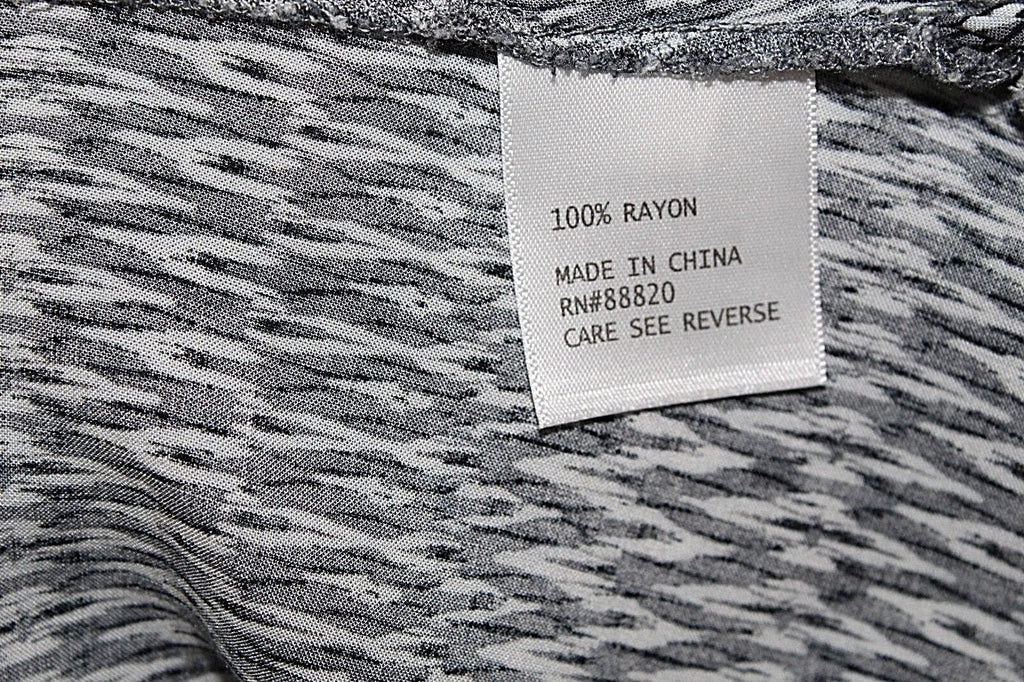 100% RAYON
MADE IN CHINA
RN#88820
CARE SEE REVERSE